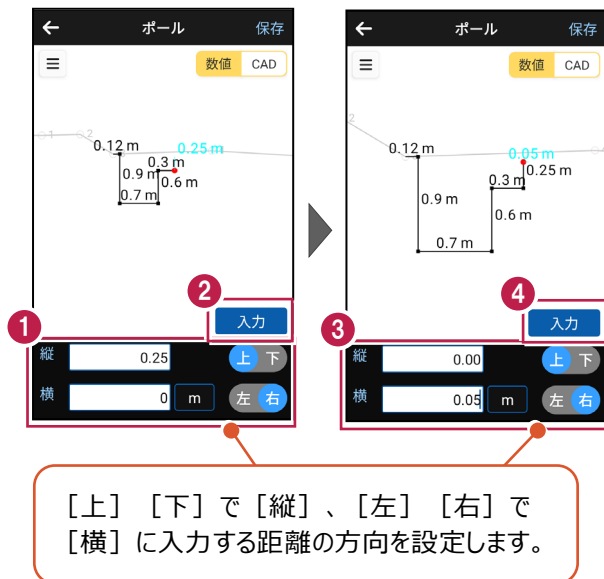 ポール 保存
数値 CAD
1 2
0.12 m 0.25 m
0.3 m
0.9 m 0.6 m
0.7 m
2
入力
1
縦 0.25 上 下
横 0 m 左 右
ポール 保存
数値 CAD
2
0.12 m 0.05 m
0.25 m
0.3 m
0.9 m
0.6 m
0.7 m
4
入力
3
縦 0.00 上 下
横 0.05 m 左 右
［上］［下］で［縦］、［左］［右］で
［横］に入力する距離の方向を設定します。